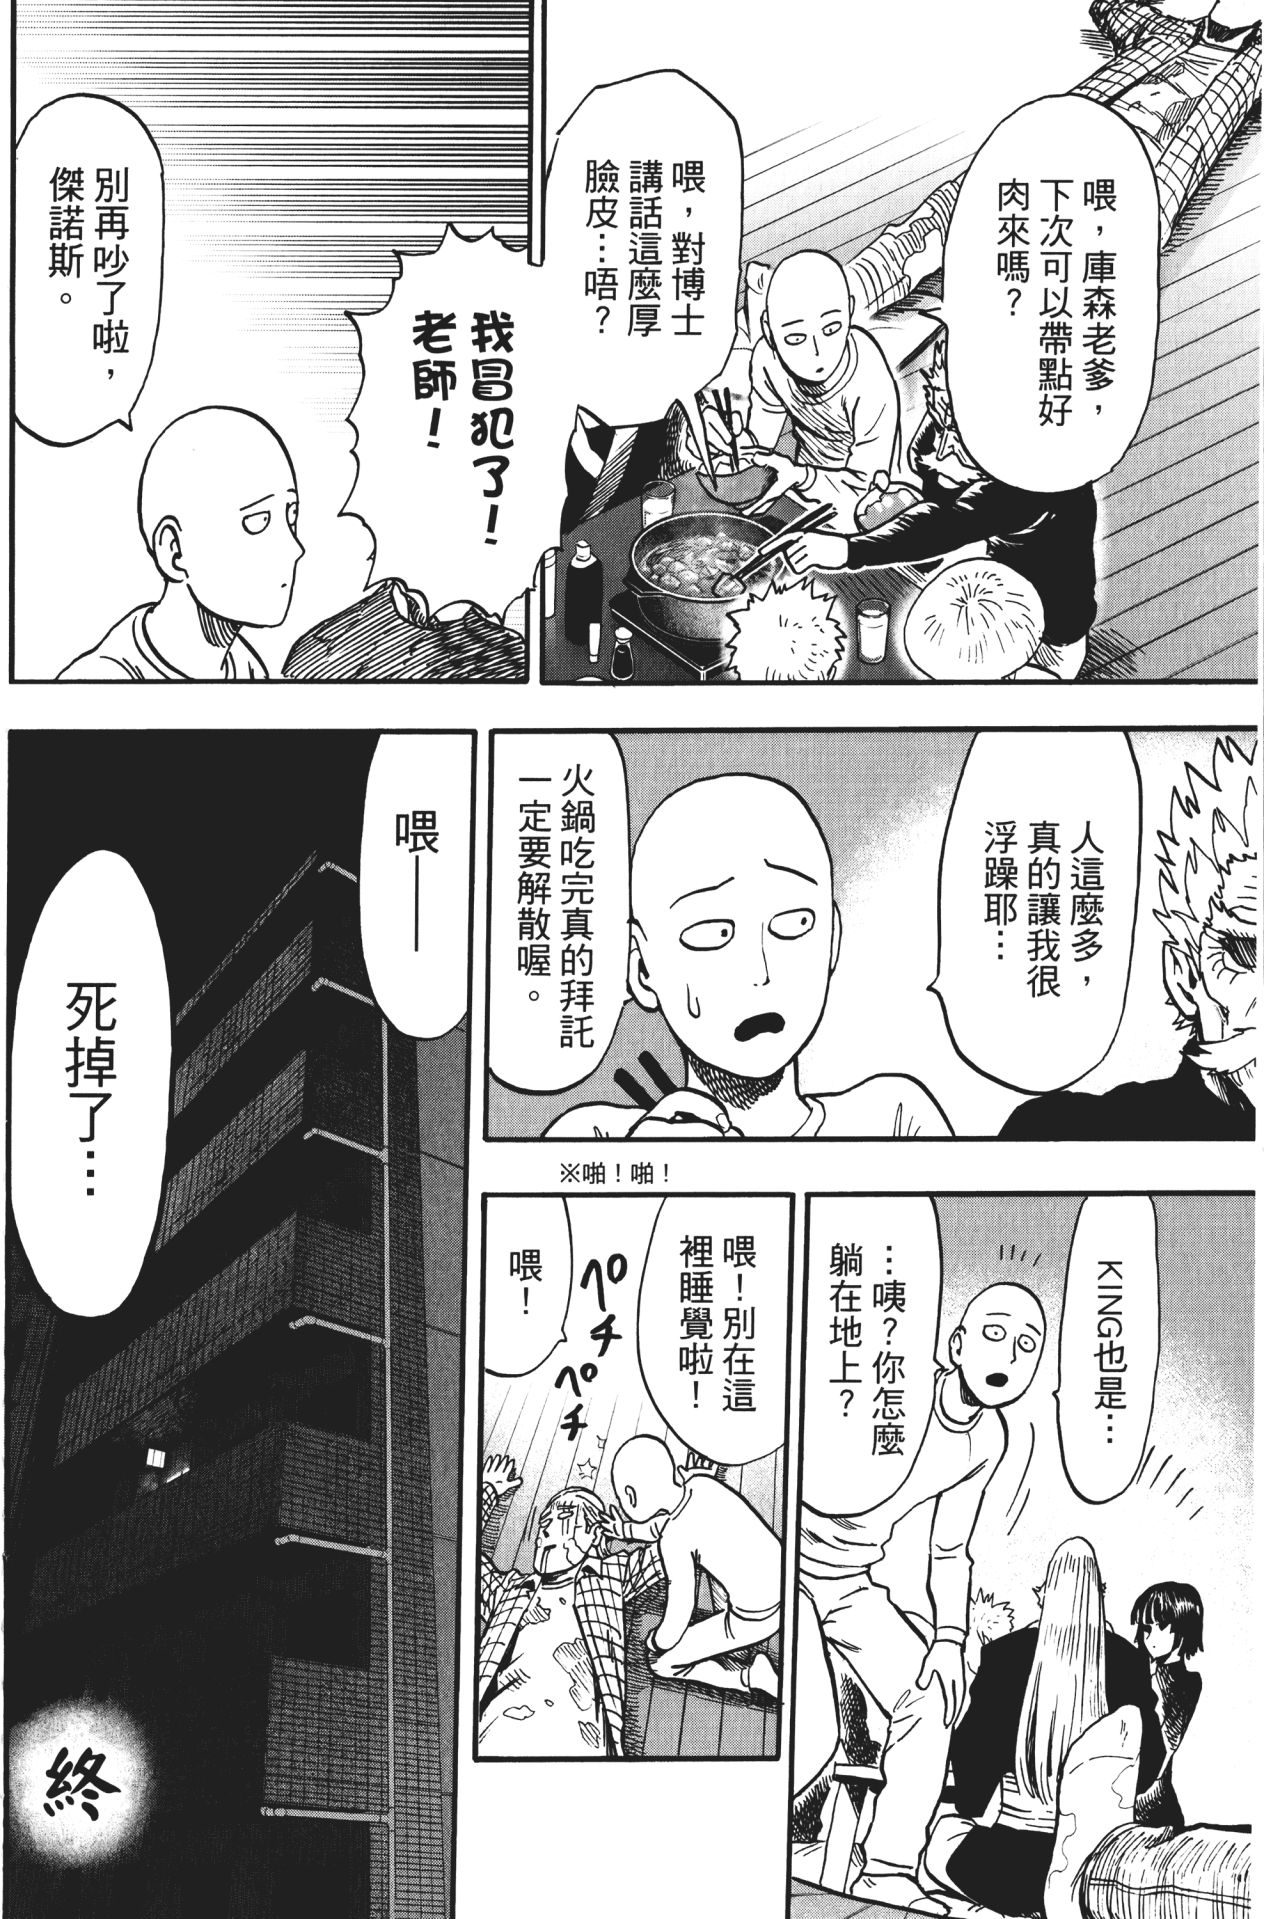 喂，庫森老爹，
下次可以帶點好
肉來嗎？
喂，對博士
講話這麼厚
臉皮…唔？
我冒犯了！
老師！
別再吵了啦，
傑諾斯。
人這麼多，
真的讓我很
浮躁耶…
火鍋吃完真的拜託
一定要解散喔。
KING也是…
…咦？你怎麼
躺在地上？
※啪！啪！
喂！別在這
裡睡覺啦！
ペチ
ペチ
喂！
喂——
死掉了…
終